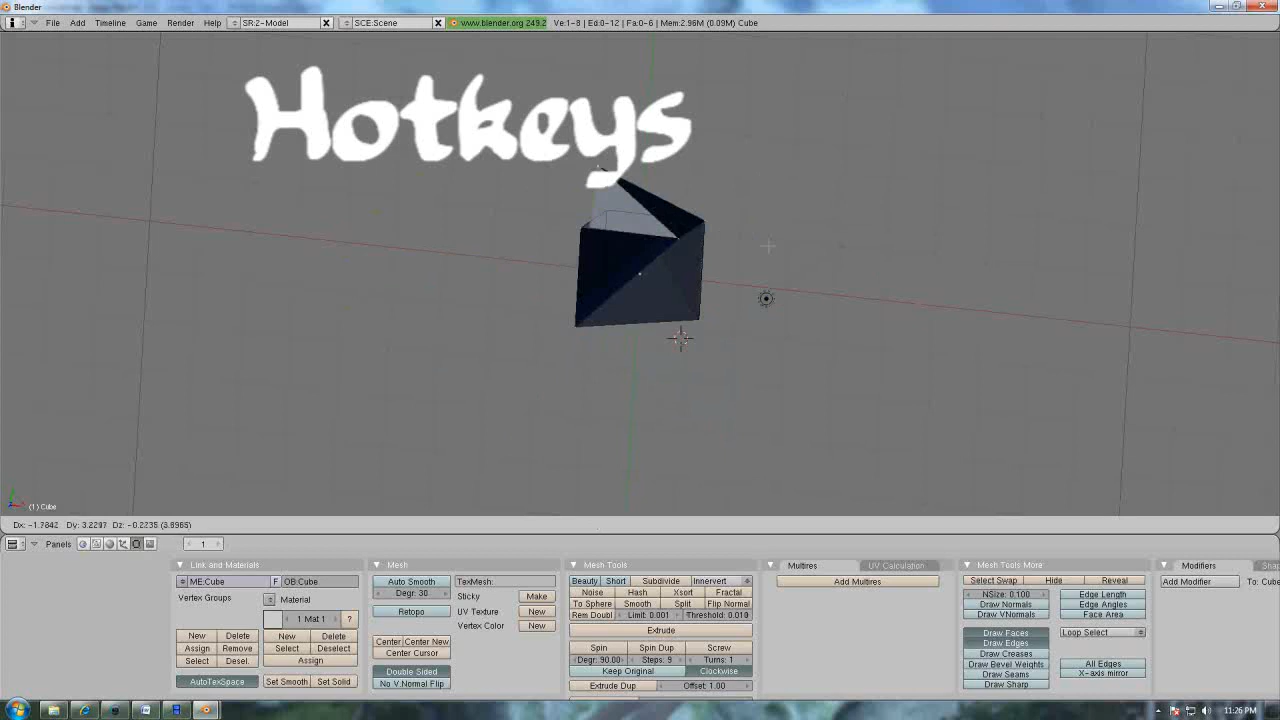 Blender
File Add Timeline Game Render Help SR:2-Model SCE:Scene www.blender.org 249.2 Ve:1-8 | Ed:0-12 | Fa:0-6 | Mem:2.96M (0.09M) Cube
Hotkeys
(1) Cube
Dx: -1.7842 Dy: 3.2297 Dz: -0.2235 (3.6965)
Panels 1
Link and Materials Mesh Mesh Tools Multires UV Calculation Mesh Tools More Modifiers
ME:Cube F OB:Cube Auto Smooth TexMesh: Beauty Short Subdivide Innervert Add Multires Select Swap Hide Reveal Add Modifier To: Cube
Vertex Groups Material Degr: 30 Sticky Make Noise Hash Xsort Fractal NSize: 0.100 Edge Length
1 Mat 1 ? Retopo UV Texture New To Sphere Smooth Split Flip Normal Draw Normals Edge Angles
Vertex Color New Rem Doubl Limit: 0.001 Threshold: 0.010 Draw VNormals Face Area
New Delete New Delete Center Center New Extrude Draw Faces Loop Select
Assign Remove Select Deselect Center Cursor Spin Spin Dup Screw Draw Edges
Select Desel. Assign Degr: 90.00 Steps: 9 Turns: 1 Draw Creases
Double Sided Keep Original Clockwise Draw Bevel Weights All Edges
AutoTexSpace Set Smooth Set Solid No V.Normal Flip Extrude Dup Offset: 1.00 Draw Seams X-axis mirror
Draw Sharp
11:26 PM